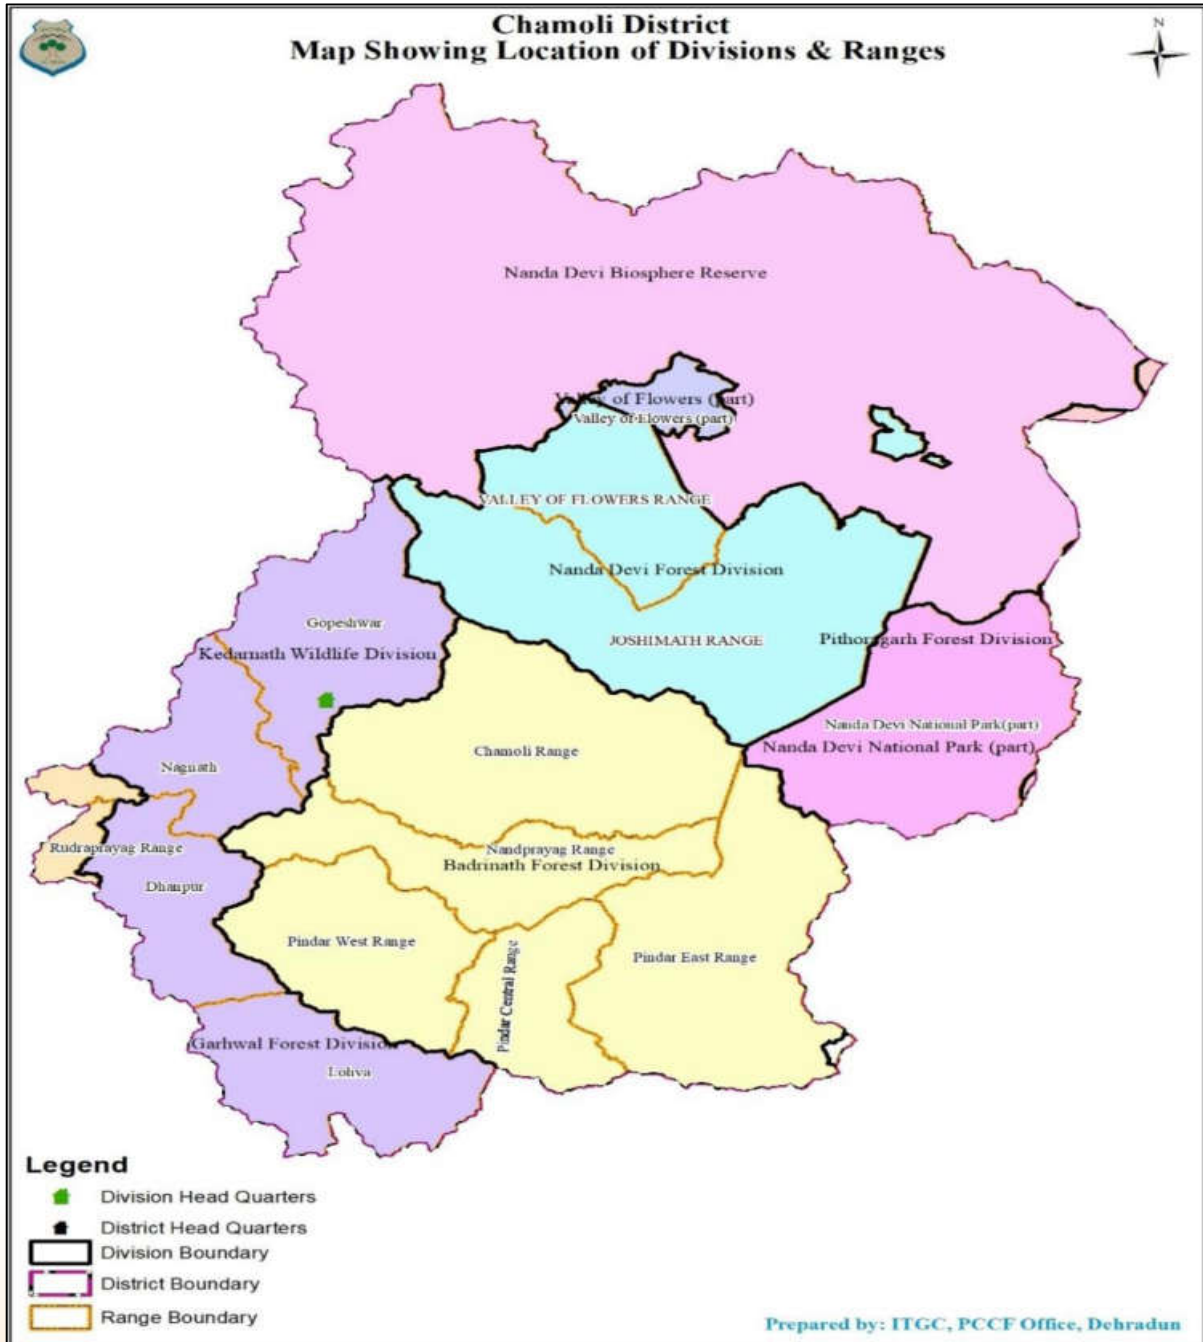 Chamoli District
Map Showing Location of Divisions & Ranges
N
Nanda Devi Biosphere Reserve
Valley of Flowers (part)
Valley of Flowers (part)
VALLEY OF FLOWERS RANGE
Nanda Devi Forest Division
JOSHIMATH RANGE
Gopeshwar
Kedarnath Wildlife Division
Pithoragarh Forest Division
Nanda Devi National Park(part)
Nanda Devi National Park (part)
Chamoli Range
Nagnath
Rudraprayag Range
Nandprayag Range
Badrinath Forest Division
Dhanpur
Pindar West Range
Pindar Central Range
Pindar East Range
Garhwal Forest Division
Lohva
Legend
Division Head Quarters
District Head Quarters
Division Boundary
District Boundary
Range Boundary
Prepared by: ITGC, PCCF Office, Dehradun